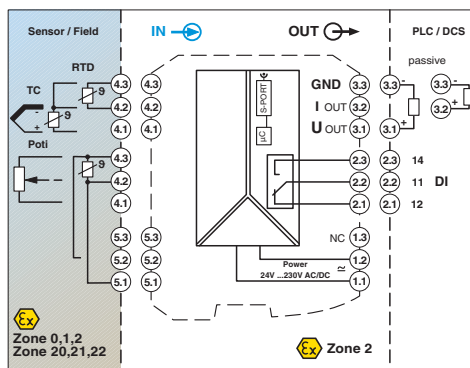 Sensor / Field
IN
OUT
PLC / DCS
RTD
TC
ϑ
ϑ
-
+
4.3
4.2
4.1
4.3
4.2
4.1
S-PORT
µC
GND
I OUT
U OUT
3.3
3.2
3.1
passive
3.3
-
3.2
+
3.1
-
+
Poti
ϑ
4.3
4.2
4.1
2.3
2.2
2.1
2.3
2.2
2.1
14
11
12
DI
5.3
5.2
5.1
5.3
5.2
5.1
NC
1.3
1.2
1.1
Power
24V ...230V AC/DC
≂
Ex
Zone 0,1,2
Zone 20,21,22
Ex
Zone 2